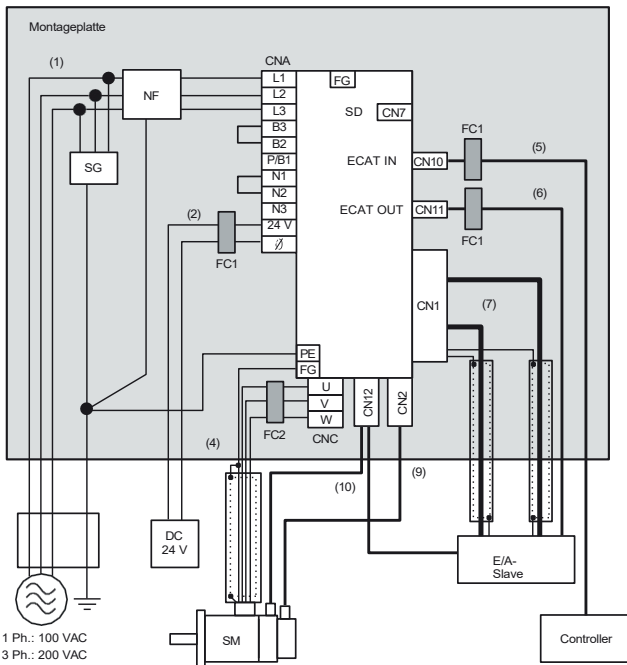 Montageplatte
(1)
CNA
NF
SG
L1
L2
L3
B3
B2
P/B1
N1
N2
N3
24 V
(2)
FC1
FG
SD
CN7
ECAT IN
CN10
FC1
(5)
ECAT OUT
CN11
FC1
(6)
CN1
(7)
PE
FG
U
V
W
CNC
FC2
CN12
CN2
(4)
(10)
(9)
DC
24 V
E/A-
Slave
SM
Controller
1 Ph.: 100 VAC
3 Ph.: 200 VAC